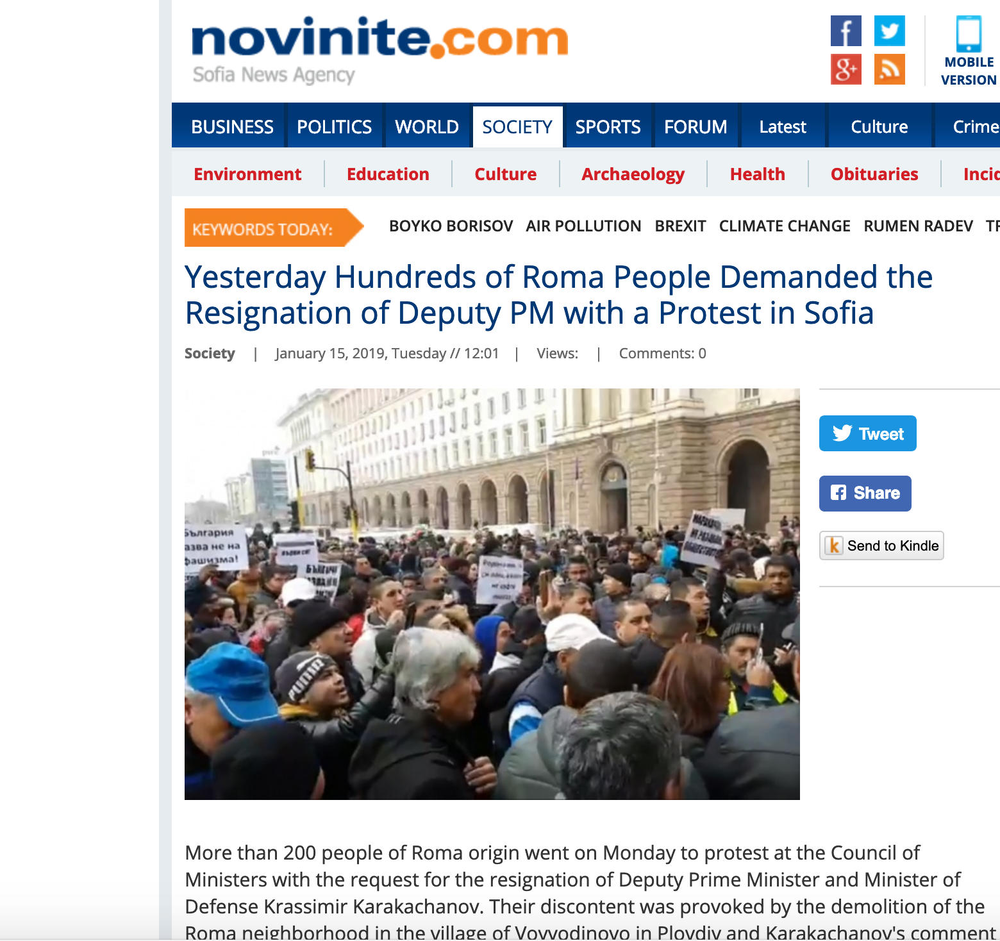 novinite.com
Sofia News Agency
MOBILE
VERSION
BUSINESS POLITICS WORLD SOCIETY SPORTS FORUM Latest Culture Crime
Environment Education Culture Archaeology Health Obituaries Incid
KEYWORDS TODAY: BOYKO BORISOV AIR POLLUTION BREXIT CLIMATE CHANGE RUMEN RADEV TR
Yesterday Hundreds of Roma People Demanded the
Resignation of Deputy PM with a Protest in Sofia
Society | January 15, 2019, Tuesday // 12:01 | Views: | Comments: 0
Tweet
Share
Send to Kindle
България
азва не на
фашизма!
More than 200 people of Roma origin went on Monday to protest at the Council of
Ministers with the request for the resignation of Deputy Prime Minister and Minister of
Defense Krassimir Karakachanov. Their discontent was provoked by the demolition of the
Roma neighborhood in the village of Voyvodinovo in Plovdiv and Karakachanov's comment